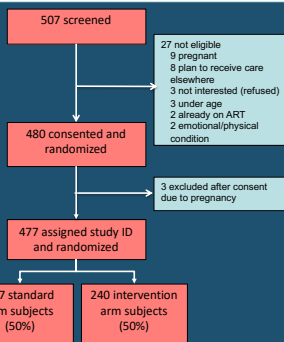 507 screened
27 not eligible
9 pregnant
8 plan to receive care
elsewhere
3 not interested (refused)
3 under age
2 already on ART
2 emotional/physical
condition
480 consented and
randomized
3 excluded after consent
due to pregnancy
477 assigned study ID
and randomized
7 standard
m subjects
(50%)
240 intervention
arm subjects
(50%)